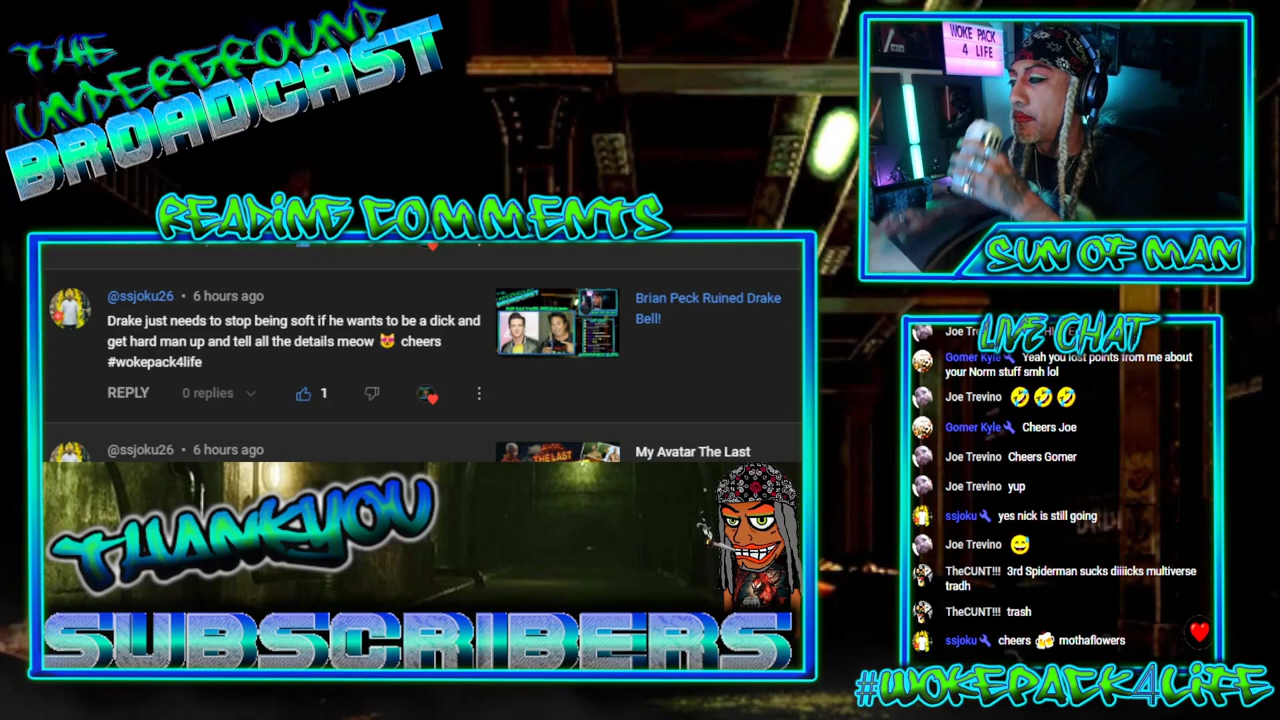 THE
UNDERGROUND
BROADCAST
WOKE PACK
4 LIFE
SUN OF MAN
READING COMMENTS
@ssjoku26 • 6 hours ago
Drake just needs to stop being soft if he wants to be a dick and
get hard man up and tell all the details meow 😻 cheers
#wokepack4life
REPLY 0 replies 1
Brian Peck Ruined Drake
Bell!
@ssjoku26 • 6 hours ago
THE LAST
My Avatar The Last
THANKYOU
SUBSCRIBERS
LIVE CHAT
Gomer Kyle Yeah you lost points from me about
your Norm stuff smh lol
Joe Trevino 🤣🤣🤣
Gomer Kyle Cheers Joe
Joe Trevino Cheers Gomer
Joe Trevino yup
ssjoku yes nick is still going
Joe Trevino 😅
TheCUNT!!! 3rd Spiderman sucks diiiicks multiverse
tradh
TheCUNT!!! trash
ssjoku cheers 🍻 mothaflowers
#WOKEPACK4LIFE